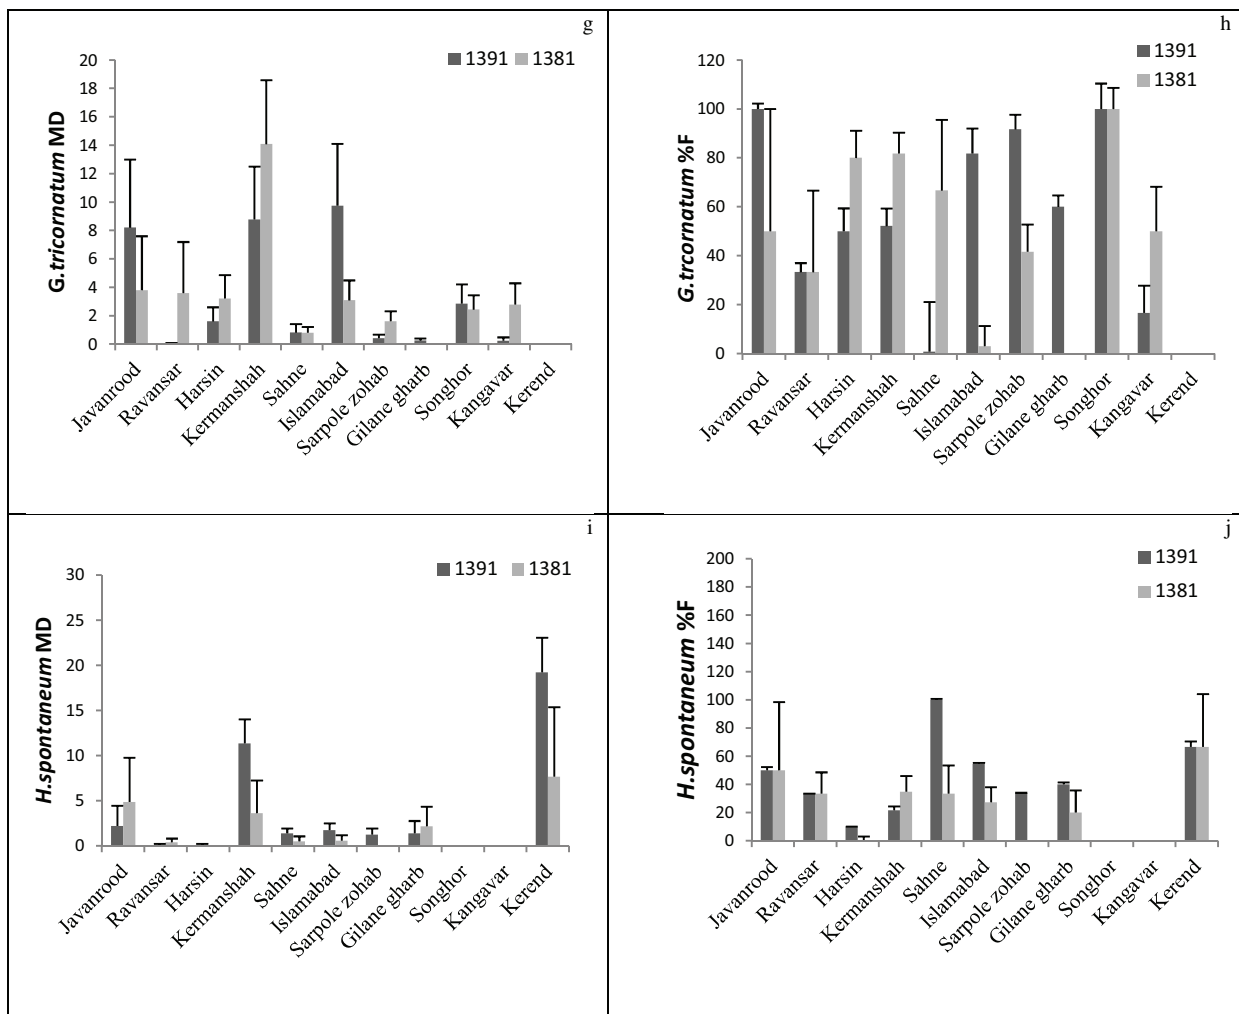 g
1391 1381
20
18
16
14
12
10
8
6
4
2
0
G.tricornatum MD
Javanrood
Ravansar
Harsin
Kermanshah
Sahne
Islamabad
Sarpole zohab
Gilane gharb
Songhor
Kangavar
Kerend
h
1391
1381
120
100
80
60
40
20
0
G.trcornatum %F
Javanrood
Ravansar
Harsin
Kermanshah
Sahne
Islamabad
Sarpole zohab
Gilane gharb
Songhor
Kangavar
Kerend
i
1391 1381
30
25
20
15
10
5
0
H.spontaneum MD
Javanrood
Ravansar
Harsin
Kermanshah
Sahne
Islamabad
Sarpole zohab
Gilane gharb
Songhor
Kangavar
Kerend
j
1391
1381
200
180
160
140
120
100
80
60
40
20
0
H.spontaneum %F
Javanrood
Ravansar
Harsin
Kermanshah
Sahne
Islamabad
Sarpole zohab
Gilane gharb
Songhor
Kangavar
Kerend